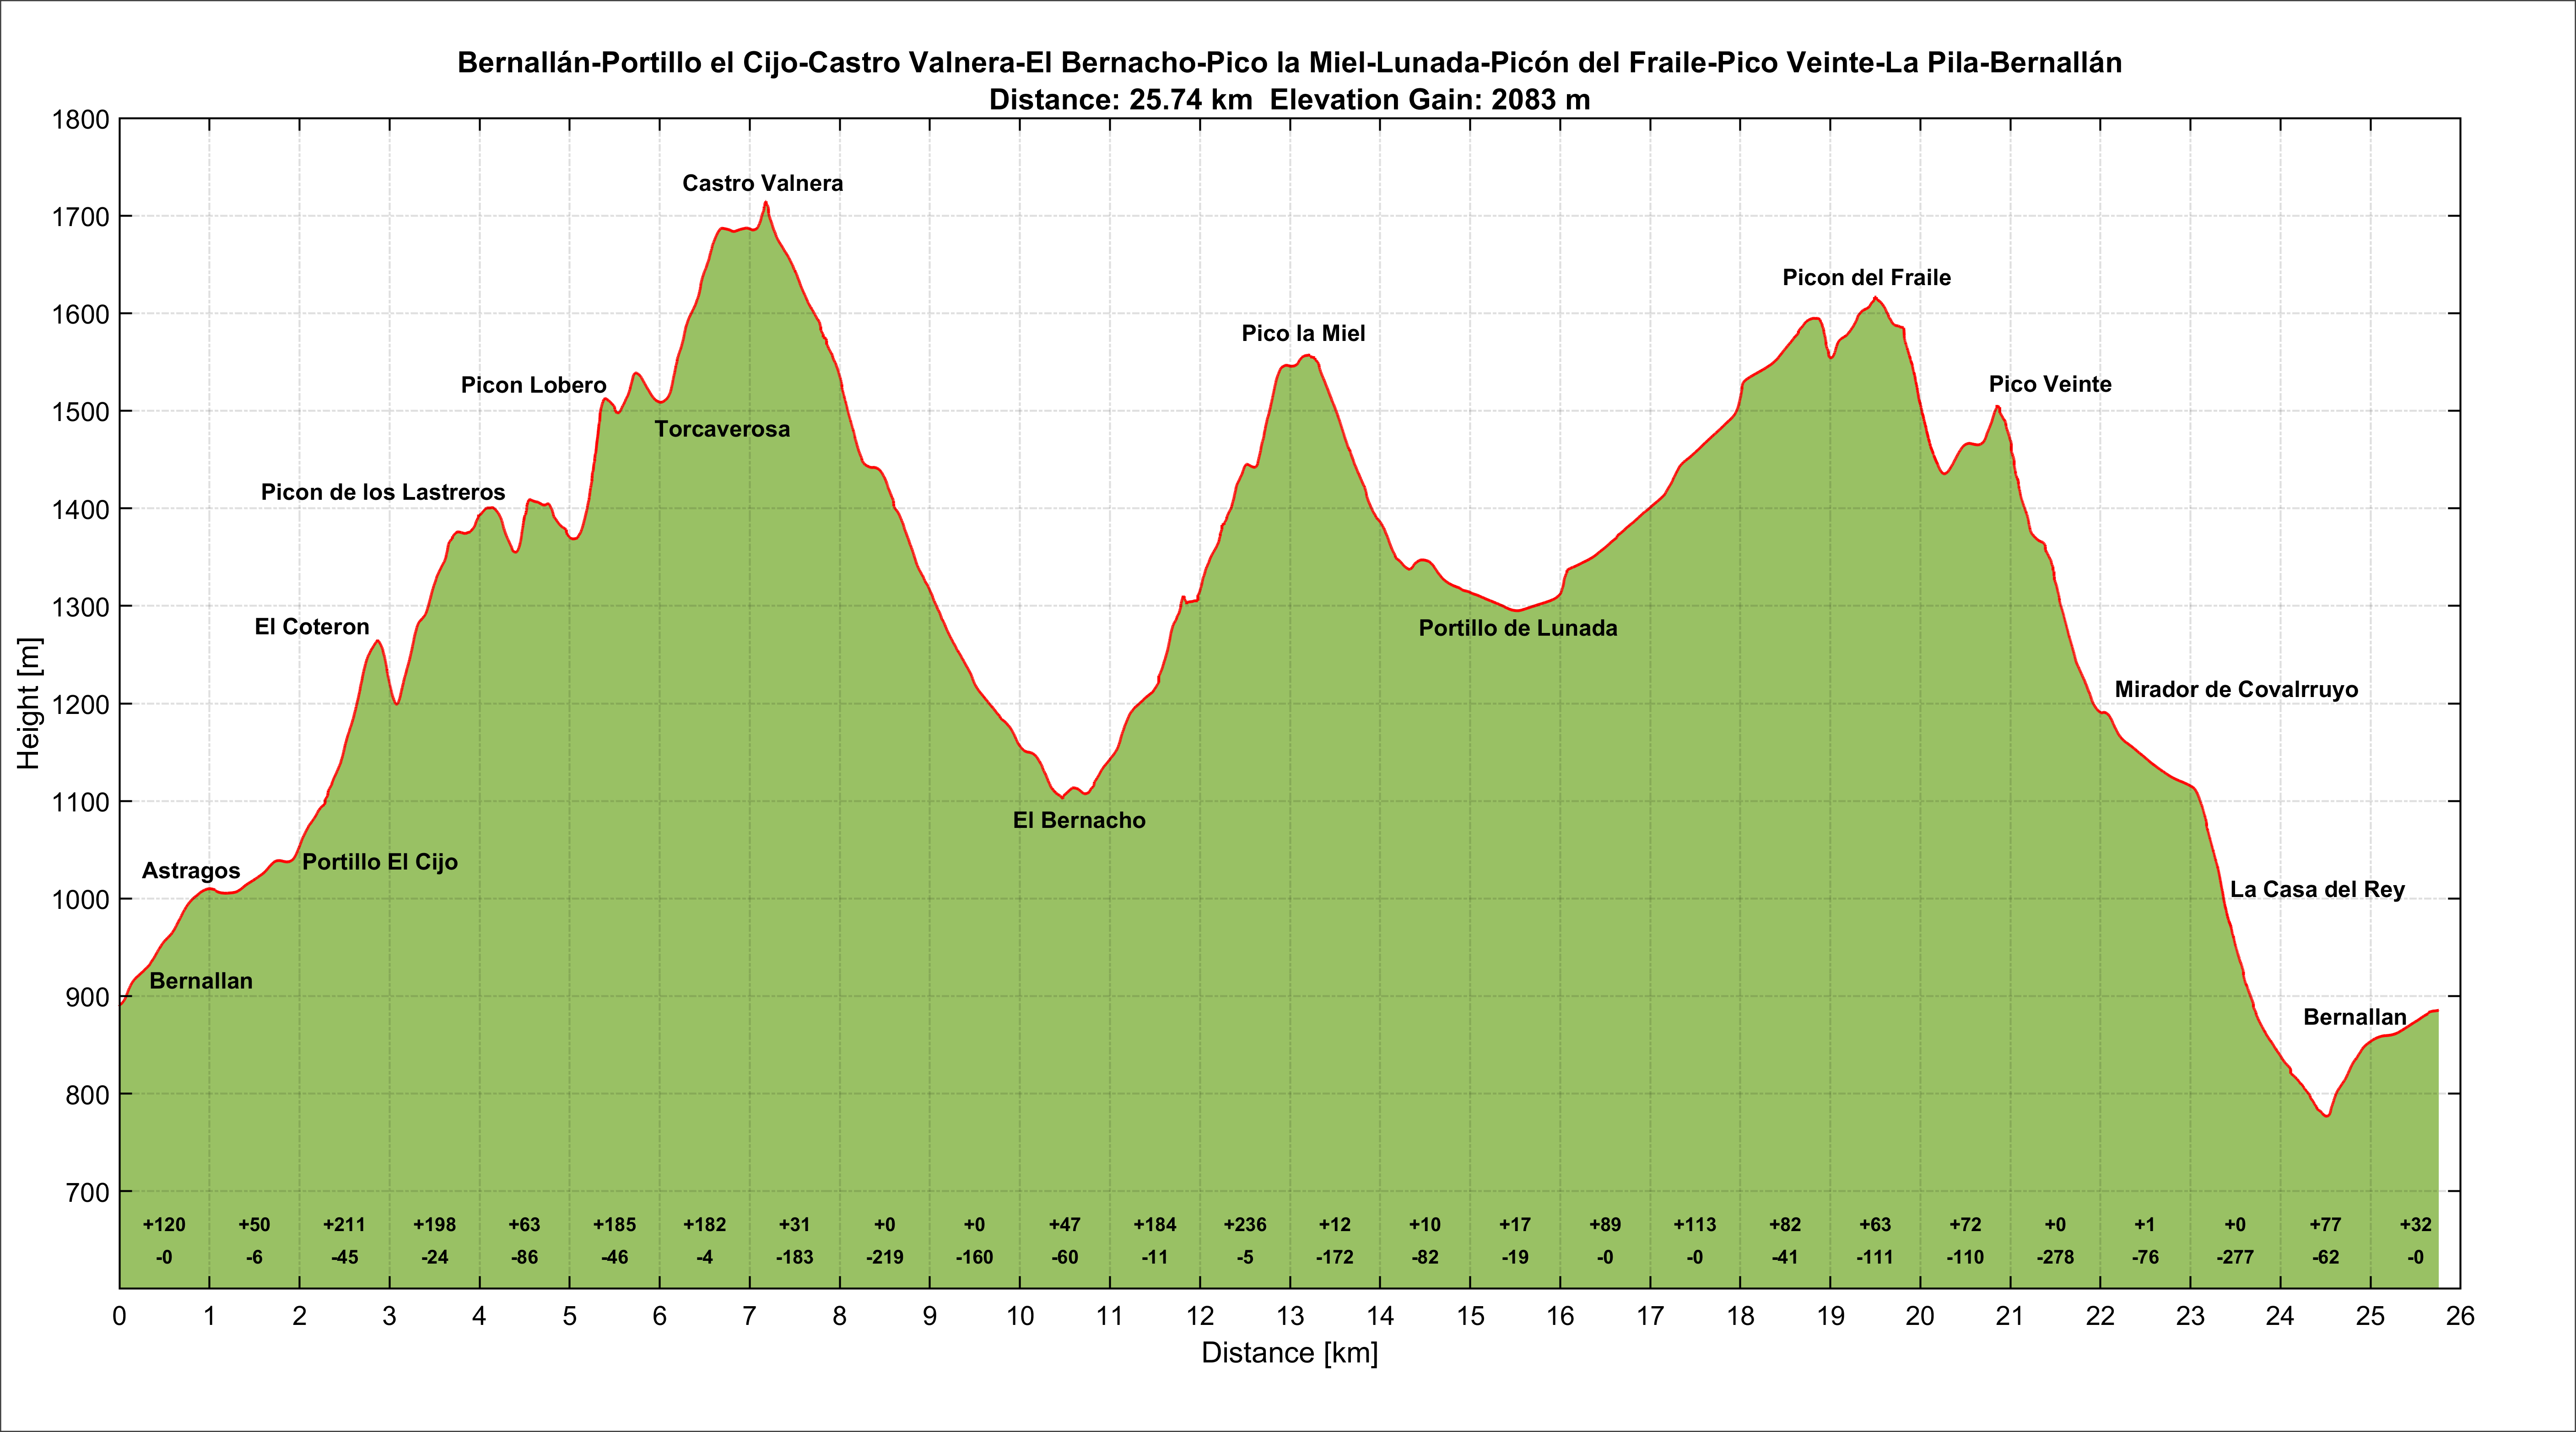 Bernallán-Portillo el Cijo-Castro Valnera-El Bernacho-Pico la Miel-Lunada-Picón del Fraile-Pico Veinte-La Pila-Bernallán
Distance: 25.74 km  Elevation Gain: 2083 m
1800
Castro Valnera
1700
Picon del Fraile
1600
Pico la Miel
Picon Lobero
Pico Veinte
1500
Torcaverosa
Picon de los Lastreros
1400
1300
El Coteron
Portillo de Lunada
Height [m]
Mirador de Covalrruyo
1200
1100
El Bernacho
Portillo El Cijo
Astragos
La Casa del Rey
1000
Bernallan
900
Bernallan
800
700
+120 +50 +211 +198 +63 +185 +182 +31 +0 +0 +47 +184 +236 +12 +10 +17 +89 +113 +82 +63 +72 +0 +1 +0 +77 +32
-0 -6 -45 -24 -86 -46 -4 -183 -219 -160 -60 -11 -5 -172 -82 -19 -0 -0 -41 -111 -110 -278 -76 -277 -62 -0
0 1 2 3 4 5 6 7 8 9 10 11 12 13 14 15 16 17 18 19 20 21 22 23 24 25 26
Distance [km]